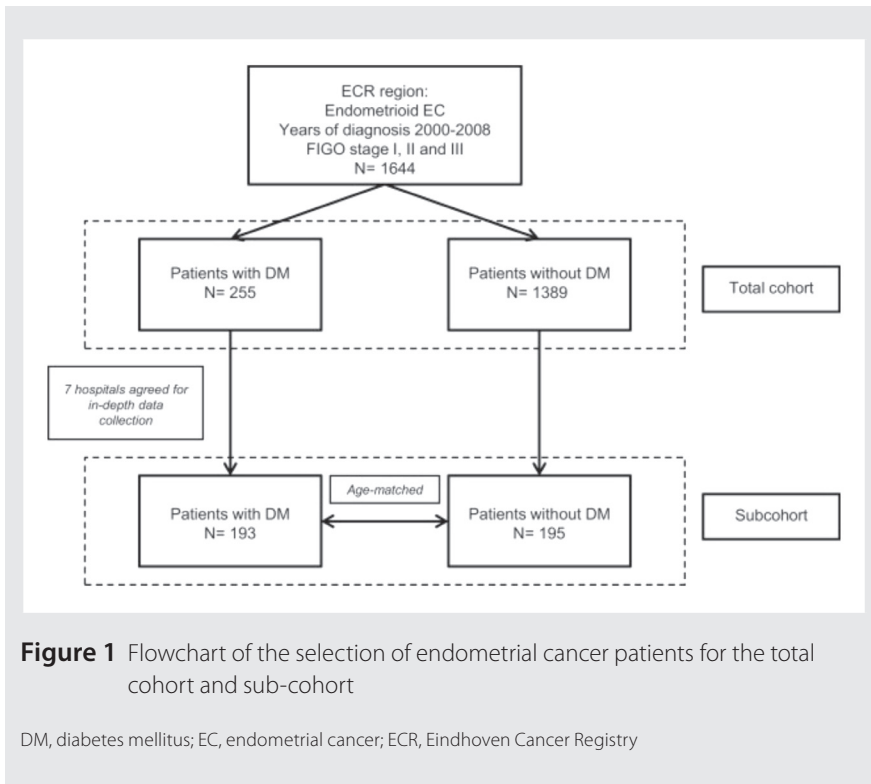 ECR region:
Endometrioid EC
Years of diagnosis 2000-2008
FIGO stage I, II and III
N= 1644
Patients with DM
N= 255
Patients without DM
N= 1389
Total cohort
7 hospitals agreed for
in-depth data
collection
Patients with DM
N= 193
Age-matched
Patients without DM
N= 195
Subcohort
Figure 1 Flowchart of the selection of endometrial cancer patients for the total
cohort and sub-cohort
DM, diabetes mellitus; EC, endometrial cancer; ECR, Eindhoven Cancer Registry